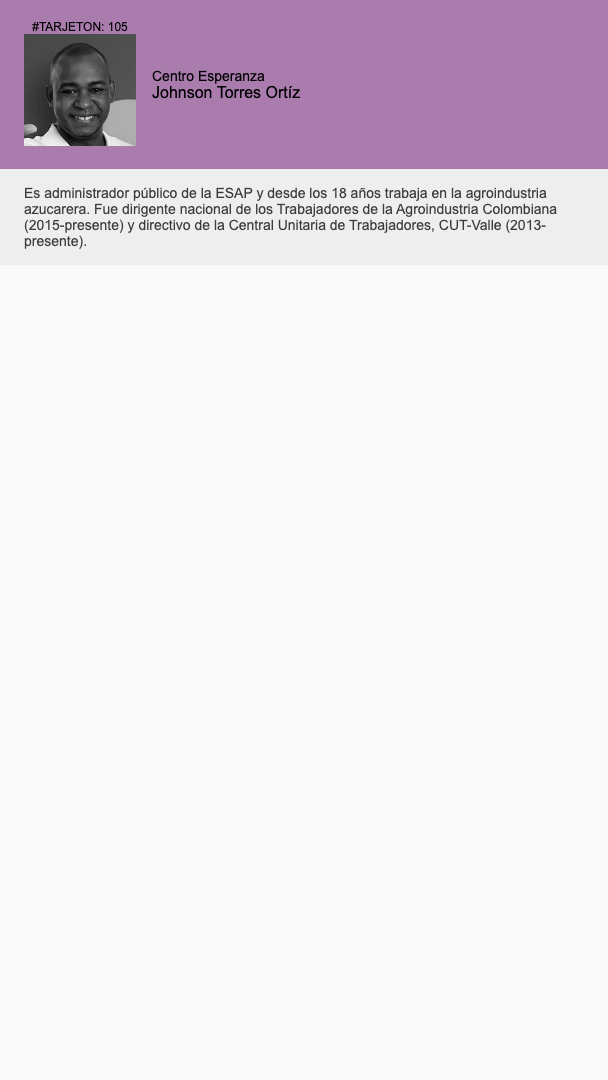 #TARJETON: 105
Centro Esperanza
Johnson Torres Ortíz
Es administrador público de la ESAP y desde los 18 años trabaja en la agroindustria
azucarera. Fue dirigente nacional de los Trabajadores de la Agroindustria Colombiana
(2015-presente) y directivo de la Central Unitaria de Trabajadores, CUT-Valle (2013-
presente).